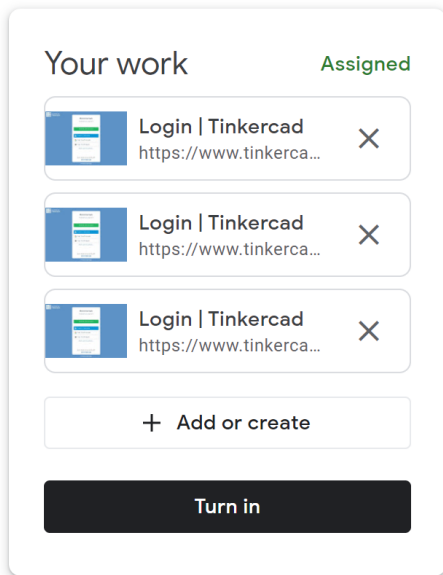 Your work
Assigned
Login | Tinkercad
https://www.tinkerca...
Login | Tinkercad
https://www.tinkerca...
Login | Tinkercad
https://www.tinkerca...
+ Add or create
Turn in